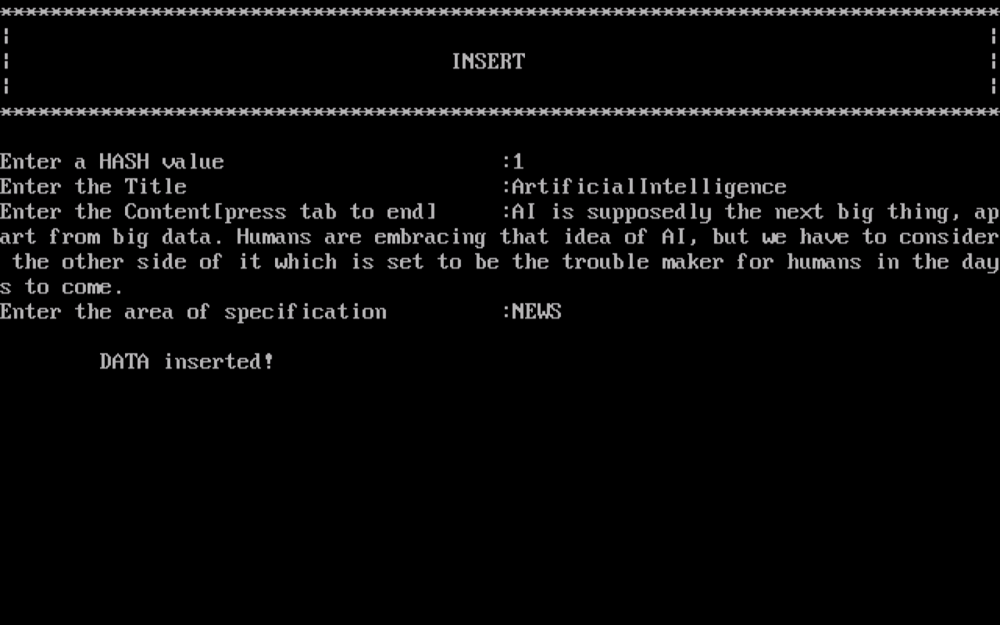 ********************************************************************************
¦ ¦
¦ INSERT ¦
¦ ¦
********************************************************************************
Enter a HASH value :1
Enter the Title :ArtificialIntelligence
Enter the Content[press tab to end] :AI is supposedly the next big thing, ap
art from big data. Humans are embracing that idea of AI, but we have to consider
 the other side of it which is set to be the trouble maker for humans in the day
s to come.
Enter the area of specification :NEWS
DATA inserted!